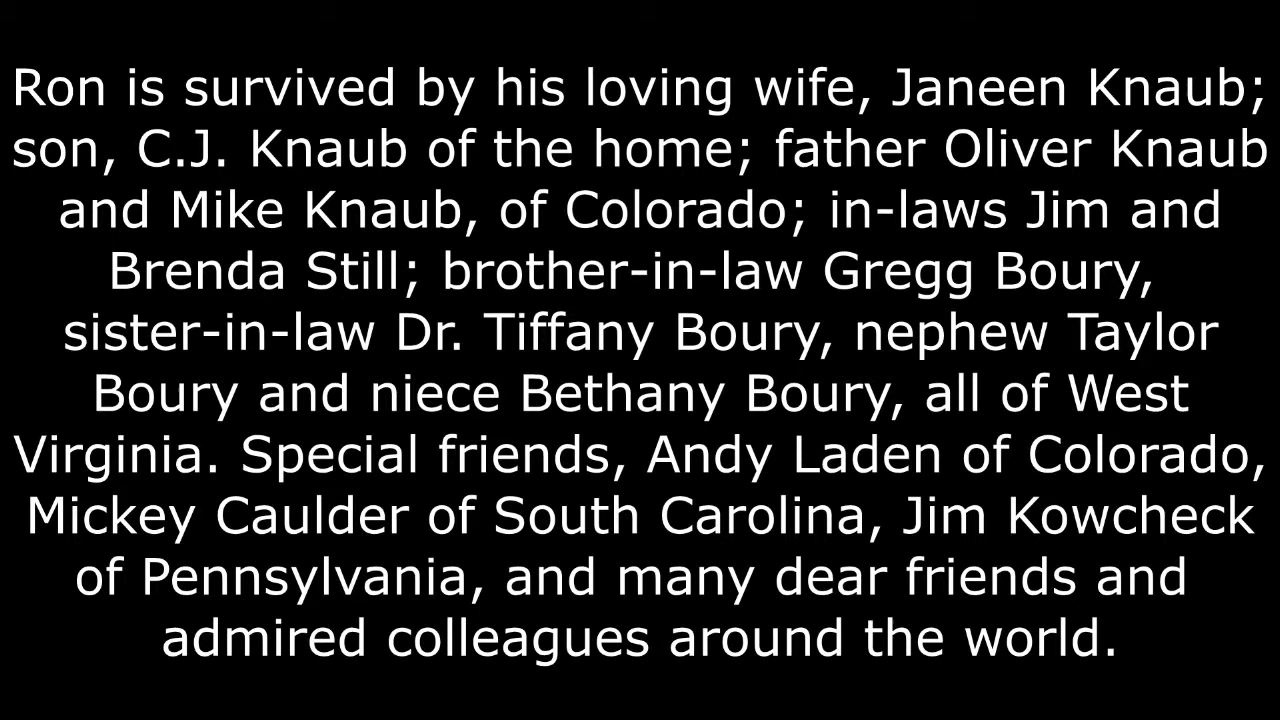 Ron is survived by his loving wife, Janeen Knaub;
son, C.J. Knaub of the home; father Oliver Knaub
and Mike Knaub, of Colorado; in-laws Jim and
Brenda Still; brother-in-law Gregg Boury,
sister-in-law Dr. Tiffany Boury, nephew Taylor
Boury and niece Bethany Boury, all of West
Virginia. Special friends, Andy Laden of Colorado,
Mickey Caulder of South Carolina, Jim Kowcheck
of Pennsylvania, and many dear friends and
admired colleagues around the world.